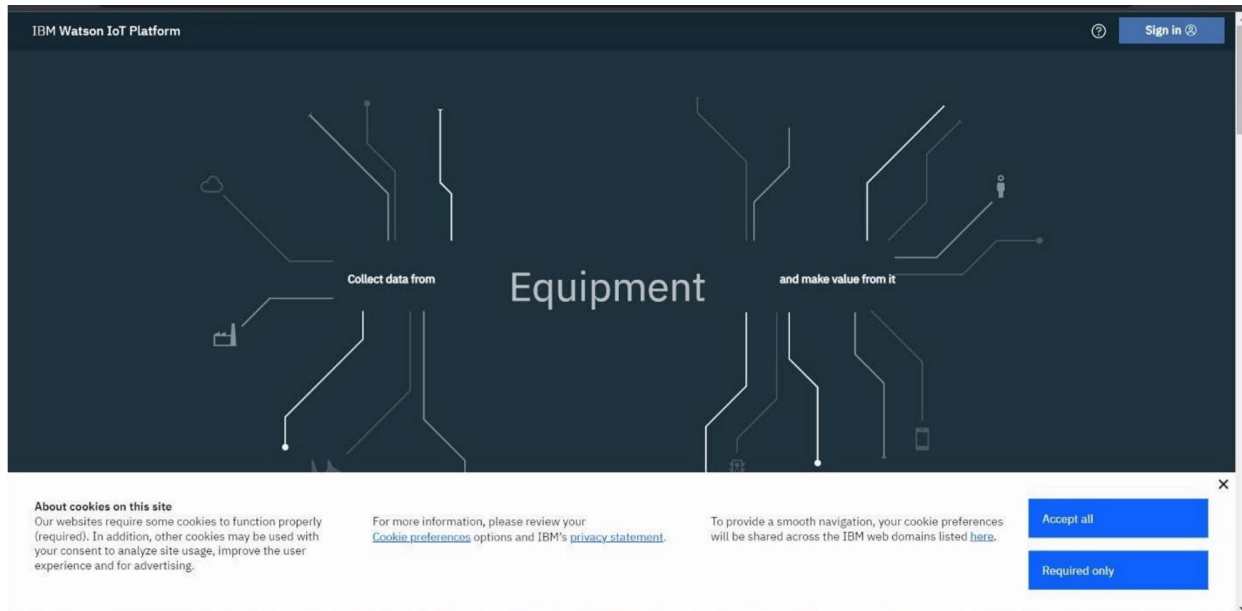 IBM Watson IoT Platform
Sign in
Collect data from
Equipment
and make value from it
About cookies on this site
Our websites require some cookies to function properly
(required). In addition, other cookies may be used with
your consent to analyze site usage, improve the user
experience and for advertising.
For more information, please review your
Cookie preferences options and IBM's privacy statement.
To provide a smooth navigation, your cookie preferences
will be shared across the IBM web domains listed here.
Accept all
Required only